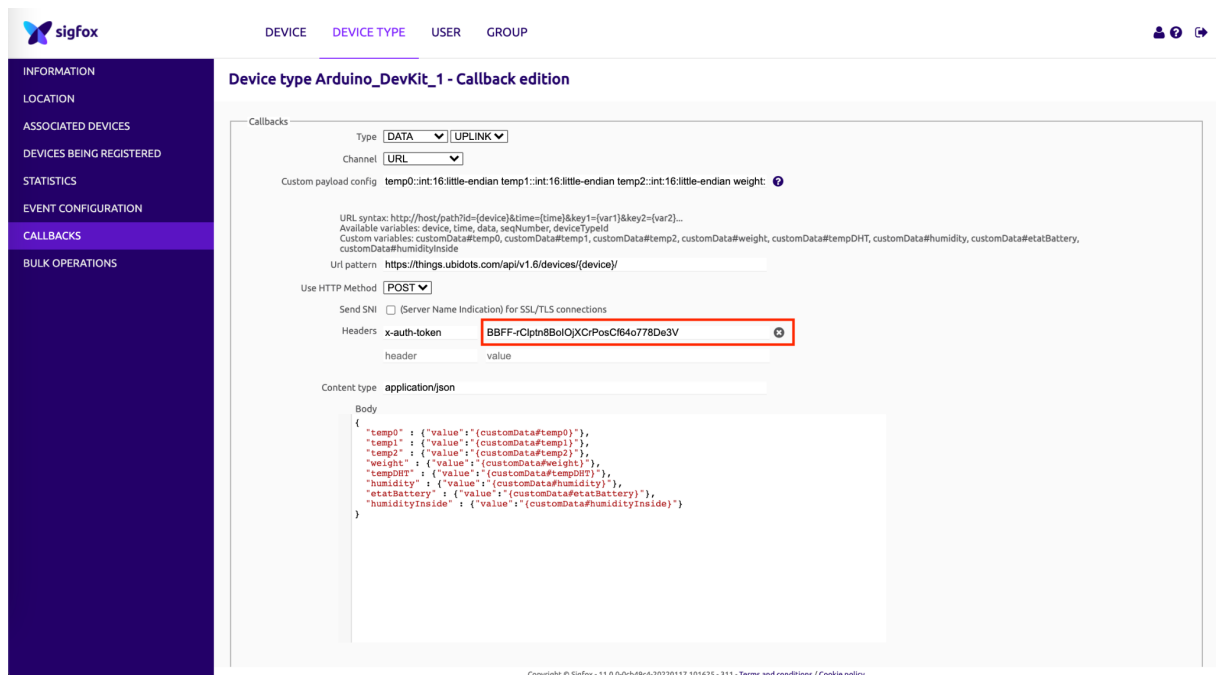 sigfox
DEVICE DEVICE TYPE USER GROUP
INFORMATION
LOCATION
ASSOCIATED DEVICES
DEVICES BEING REGISTERED
STATISTICS
EVENT CONFIGURATION
CALLBACKS
BULK OPERATIONS
Device type Arduino_DevKit_1 - Callback edition
Callbacks
Type DATA UPLINK
Channel URL
Custom payload config temp0::int:16:little-endian temp1::int:16:little-endian temp2::int:16:little-endian weight:
URL syntax: http://host/path?id={device}&time={time}&key1={var1}&key2={var2}...
Available variables: device, time, data, seqNumber, deviceTypeId
Custom variables: customData#temp0, customData#temp1, customData#temp2, customData#weight, customData#tempDHT, customData#humidity, customData#etatBattery,
customData#humidityInside
Url pattern https://things.ubidots.com/api/v1.6/devices/{device}/
Use HTTP Method POST
Send SNI (Server Name Indication) for SSL/TLS connections
Headers x-auth-token BBFF-rClptn8BoIOjXCrPosCf64o778De3V
header value
Content type application/json
Body
{
"temp0" : {"value":"{customData#temp0}"},
"temp1" : {"value":"{customData#temp1}"},
"temp2" : {"value":"{customData#temp2}"},
"weight" : {"value":"{customData#weight}"},
"tempDHT" : {"value":"{customData#tempDHT}"},
"humidity" : {"value":"{customData#humidity}"},
"etatBattery" : {"value":"{customData#etatBattery}"},
"humidityInside" : {"value":"{customData#humidityInside}"}
}
Copyright © Sigfox - - 311 - Terms and conditions / Cookie policy